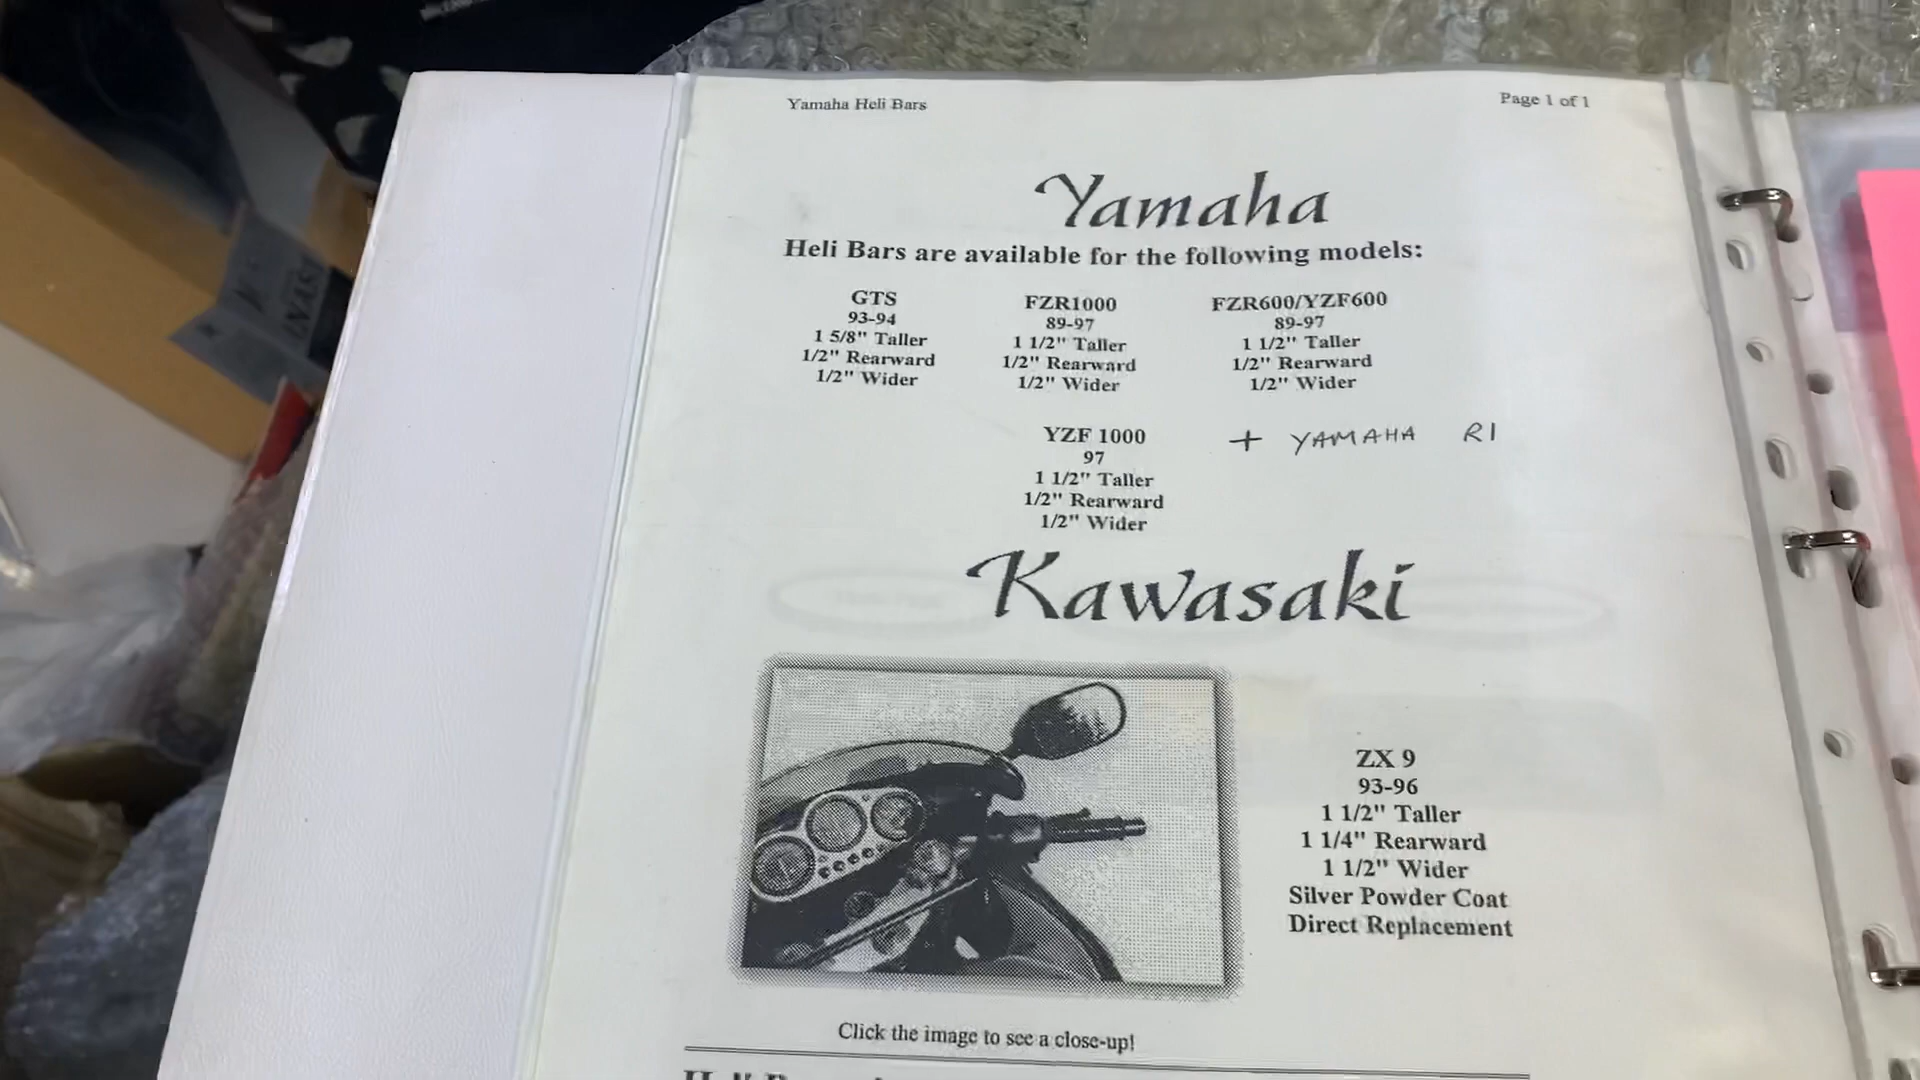 Yamaha Heli Bars
Page 1 of 1
Yamaha
Heli Bars are available for the following models:
GTS
93-94
1 5/8" Taller
1/2" Rearward
1/2" Wider
FZR1000
89-97
1 1/2" Taller
1/2" Rearward
1/2" Wider
FZR600/YZF600
89-97
1 1/2" Taller
1/2" Rearward
1/2" Wider
YZF 1000
97
1 1/2" Taller
1/2" Rearward
1/2" Wider
+ YAMAHA R1
Kawasaki
ZX 9
93-96
1 1/2" Taller
1 1/4" Rearward
1 1/2" Wider
Silver Powder Coat
Direct Replacement
Click the image to see a close-up!